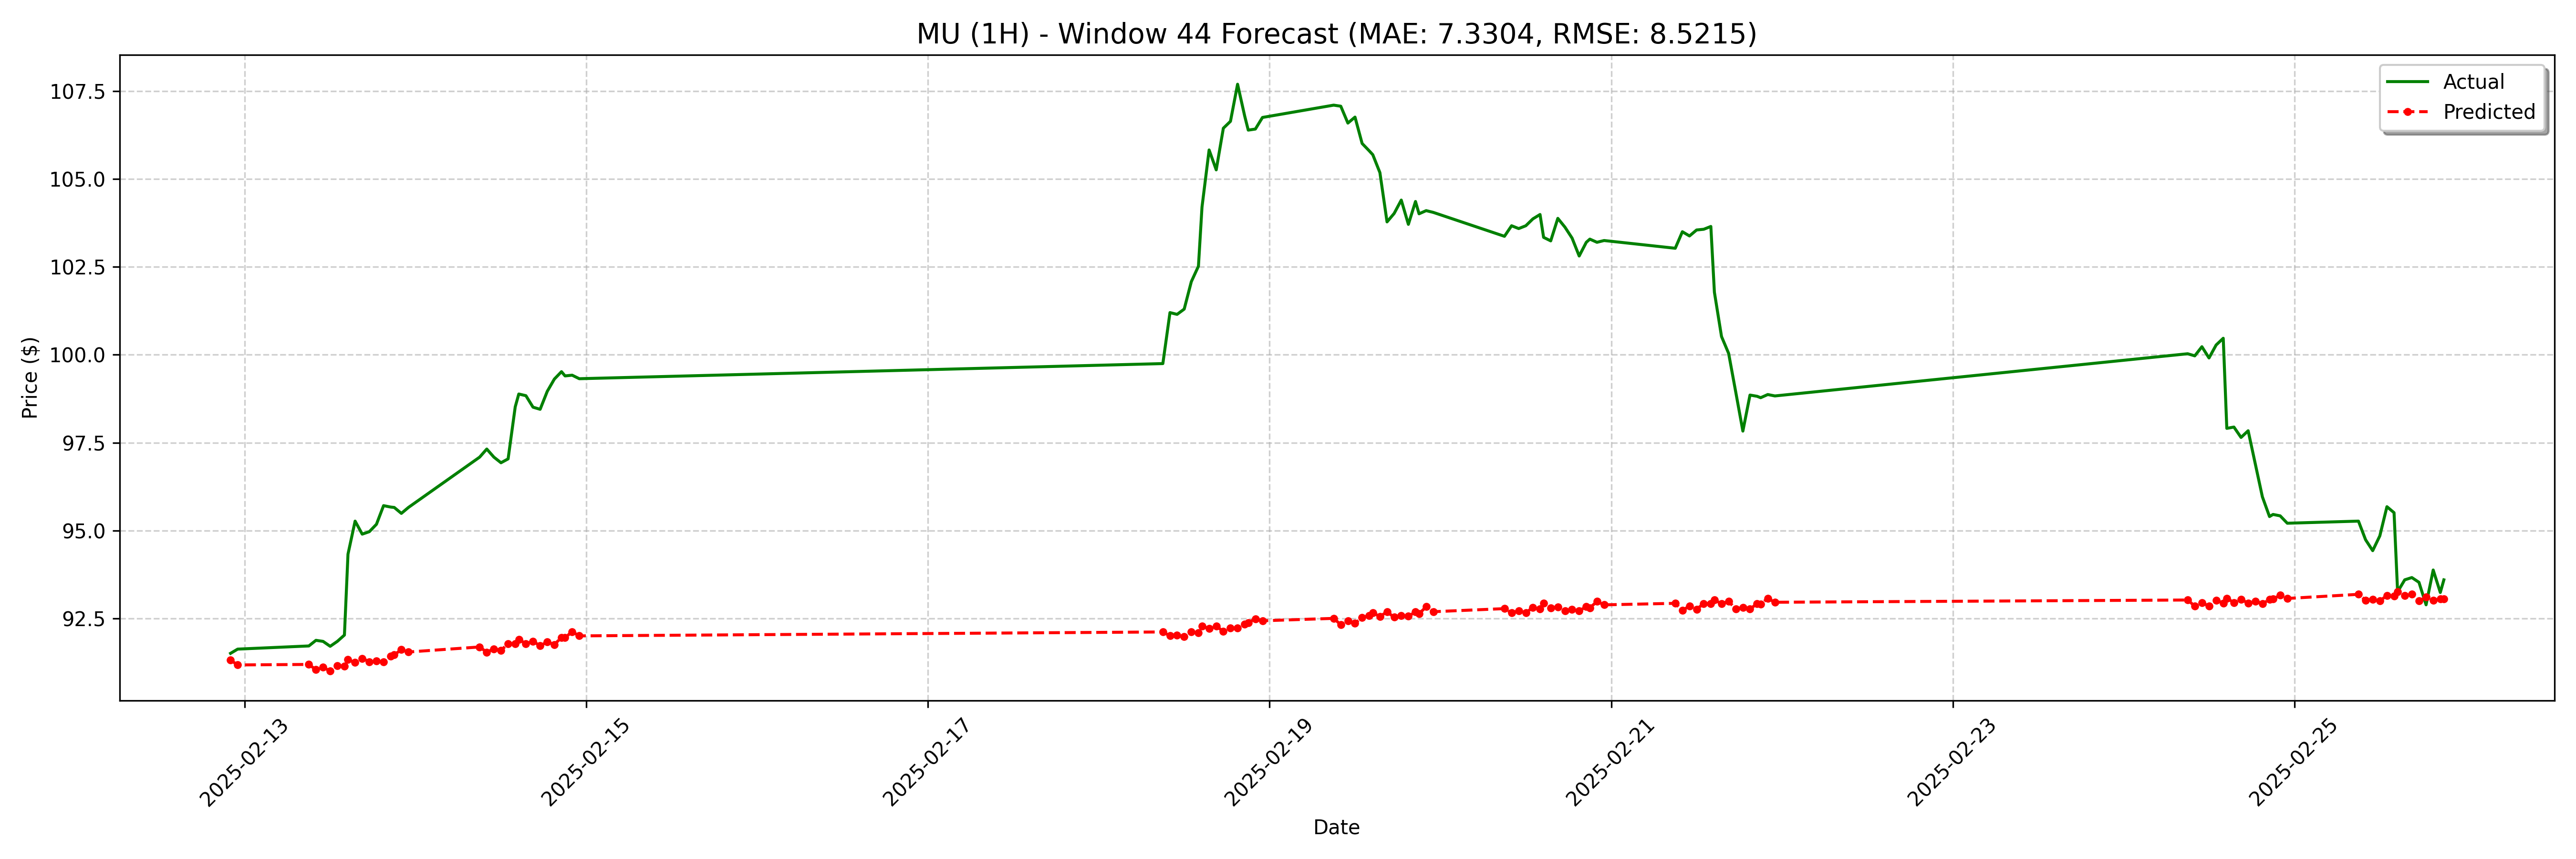 MU (1H) - Window 44 Forecast (MAE: 7.3304, RMSE: 8.5215)
Actual
Predicted
Price ($)
107.5
105.0
102.5
100.0
97.5
95.0
92.5
2025-02-13
2025-02-15
2025-02-17
2025-02-19
2025-02-21
2025-02-23
2025-02-25
Date